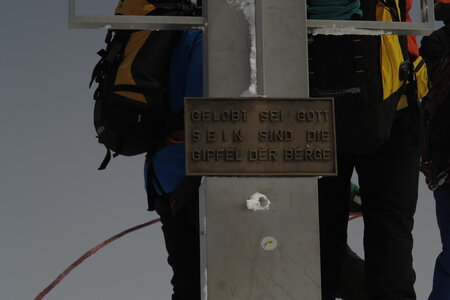 GELOBT SEI GOTT
SEIN SIND DIE
GIPFEL DER BERGE